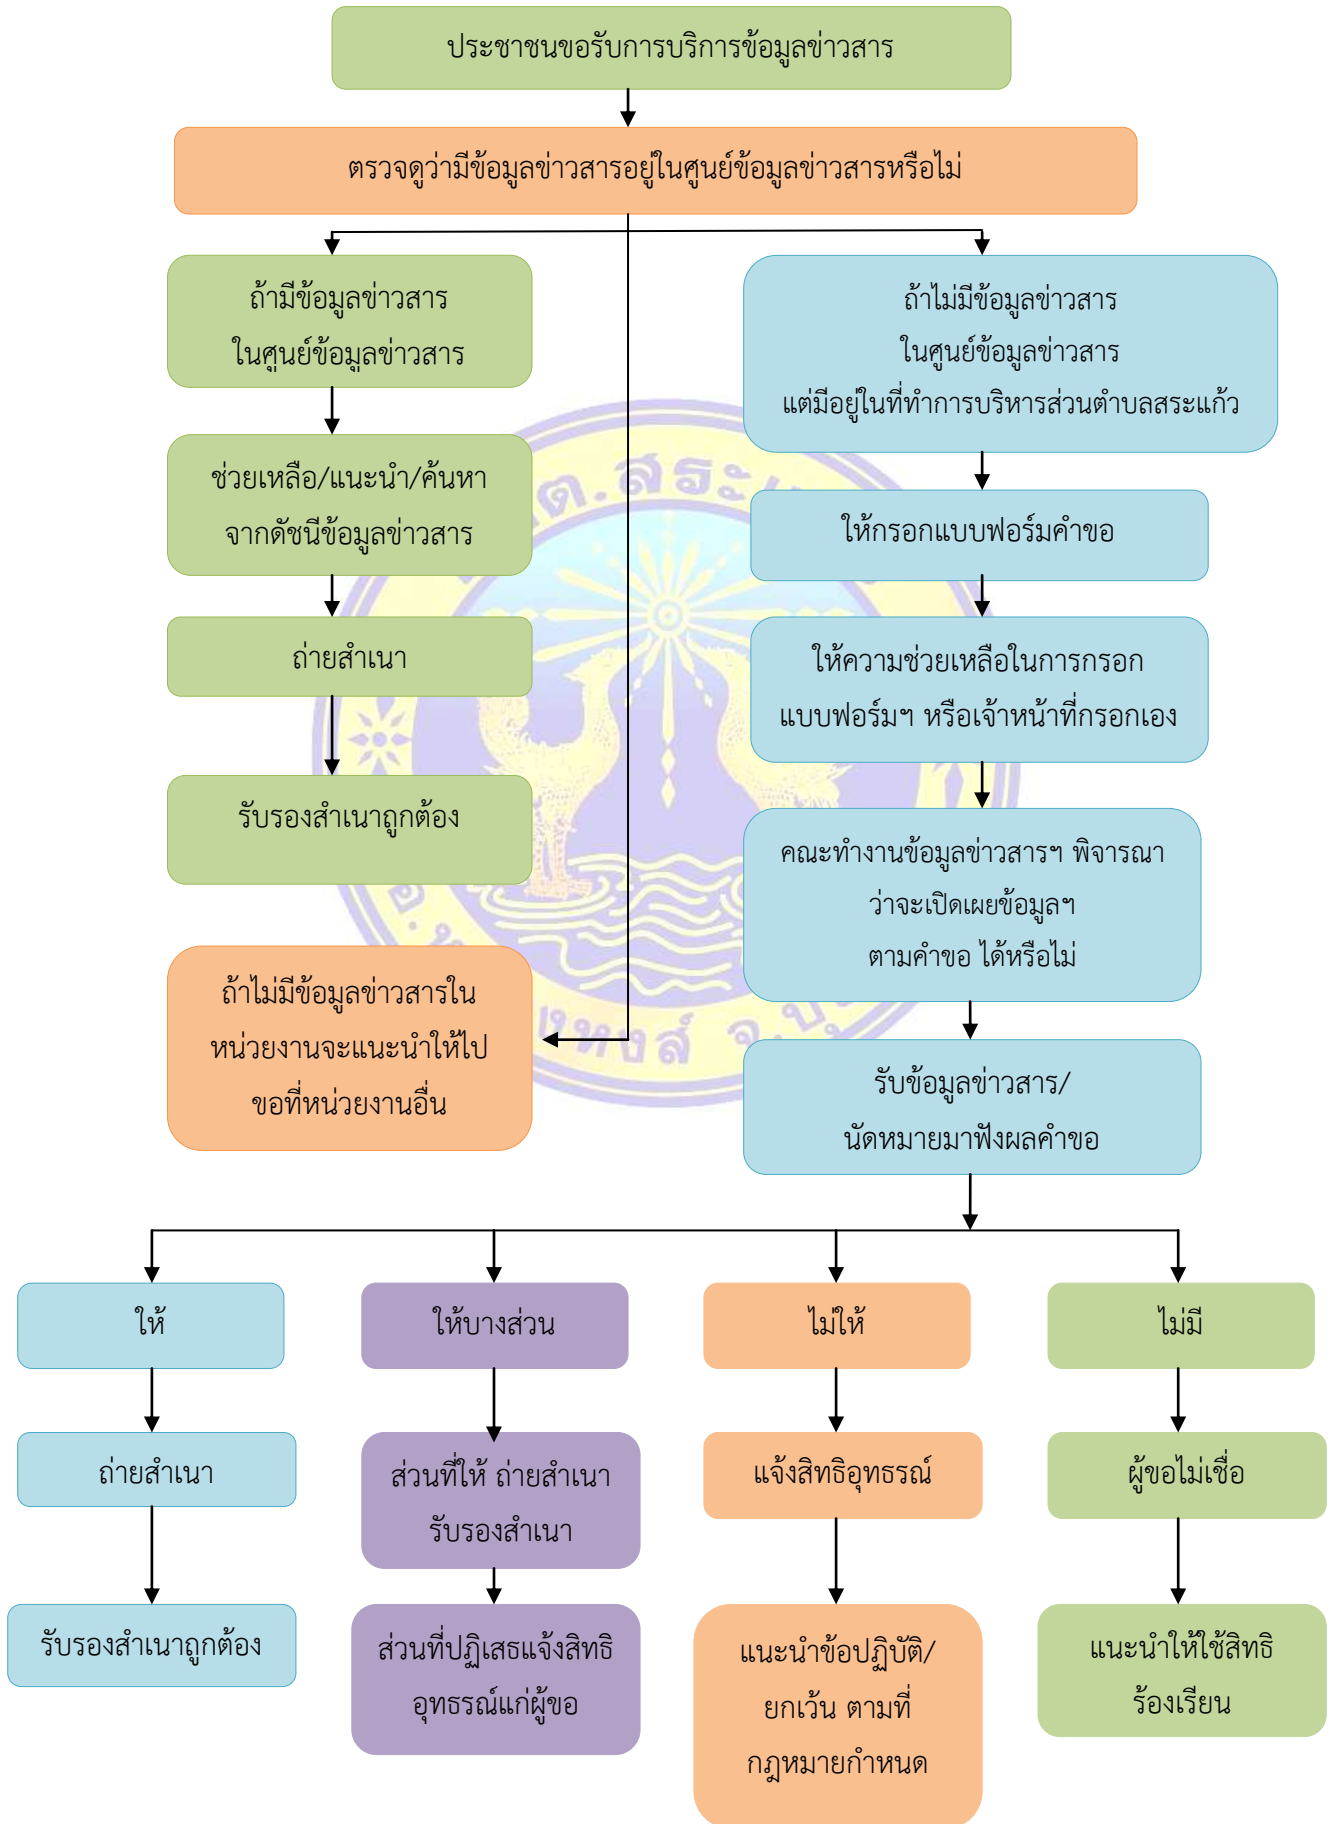 ประชาชนขอรับการบริการข้อมูลข่าวสาร
ตรวจดูว่ามีข้อมูลข่าวสารอยู่ในศูนย์ข้อมูลข่าวสารหรือไม่
ถ้ามีข้อมูลข่าวสาร
ในศูนย์ข้อมูลข่าวสาร
ถ้าไม่มีข้อมูลข่าวสาร
ในศูนย์ข้อมูลข่าวสาร
แต่มีอยู่ในที่ทำการบริหารส่วนตำบลสระแก้ว
ช่วยเหลือ/แนะนำ/ค้นหา
จากดัชนีข้อมูลข่าวสาร
ให้กรอกแบบฟอร์มคำขอ
ถ่ายสำเนา
ให้ความช่วยเหลือในการกรอก
แบบฟอร์มฯ หรือเจ้าหน้าที่กรอกเอง
รับรองสำเนาถูกต้อง
คณะทำงานข้อมูลข่าวสารฯ พิจารณา
ว่าจะเปิดเผยข้อมูลฯ
ตามคำขอ ได้หรือไม่
ถ้าไม่มีข้อมูลข่าวสารใน
หน่วยงานจะแนะนำให้ไป
ขอที่หน่วยงานอื่น
รับข้อมูลข่าวสาร/
นัดหมายมาฟังผลคำขอ
ให้
ให้บางส่วน
ไม่ให้
ไม่มี
ถ่ายสำเนา
ส่วนที่ให้ ถ่ายสำเนา
รับรองสำเนา
แจ้งสิทธิอุทธรณ์
ผู้ขอไม่เชื่อ
รับรองสำเนาถูกต้อง
ส่วนที่ปฏิเสธแจ้งสิทธิ
อุทธรณ์แก่ผู้ขอ
แนะนำข้อปฏิบัติ/
ยกเว้น ตามที่
กฎหมายกำหนด
แนะนำให้ใช้สิทธิ
ร้องเรียน